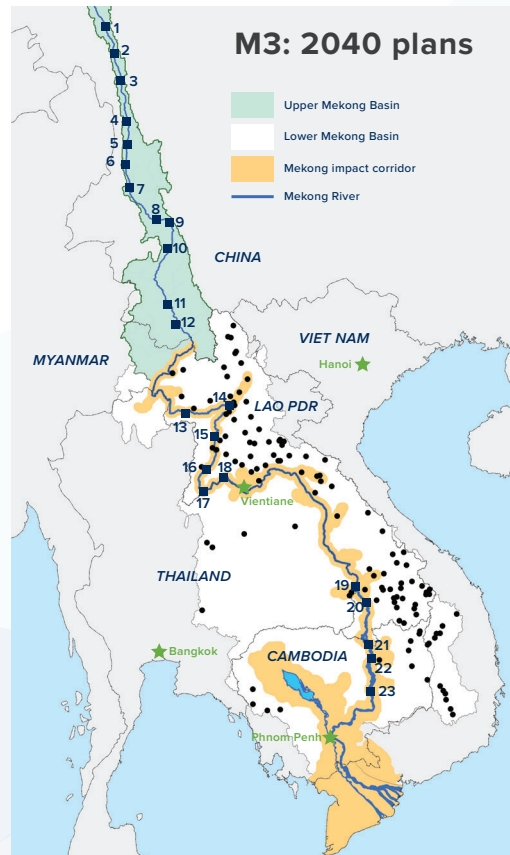 M3: 2040 plans
Upper Mekong Basin
Lower Mekong Basin
Mekong impact corridor
Mekong River
1
2
3
4
5
6
7
8
9
10
CHINA
11
12
VIET NAM
MYANMAR
Hanoi
14
LAO PDR
13
15
16
18
17
Vientiane
THAILAND
19
20
21
Bangkok
CAMBODIA
22
23
Phnom Penh